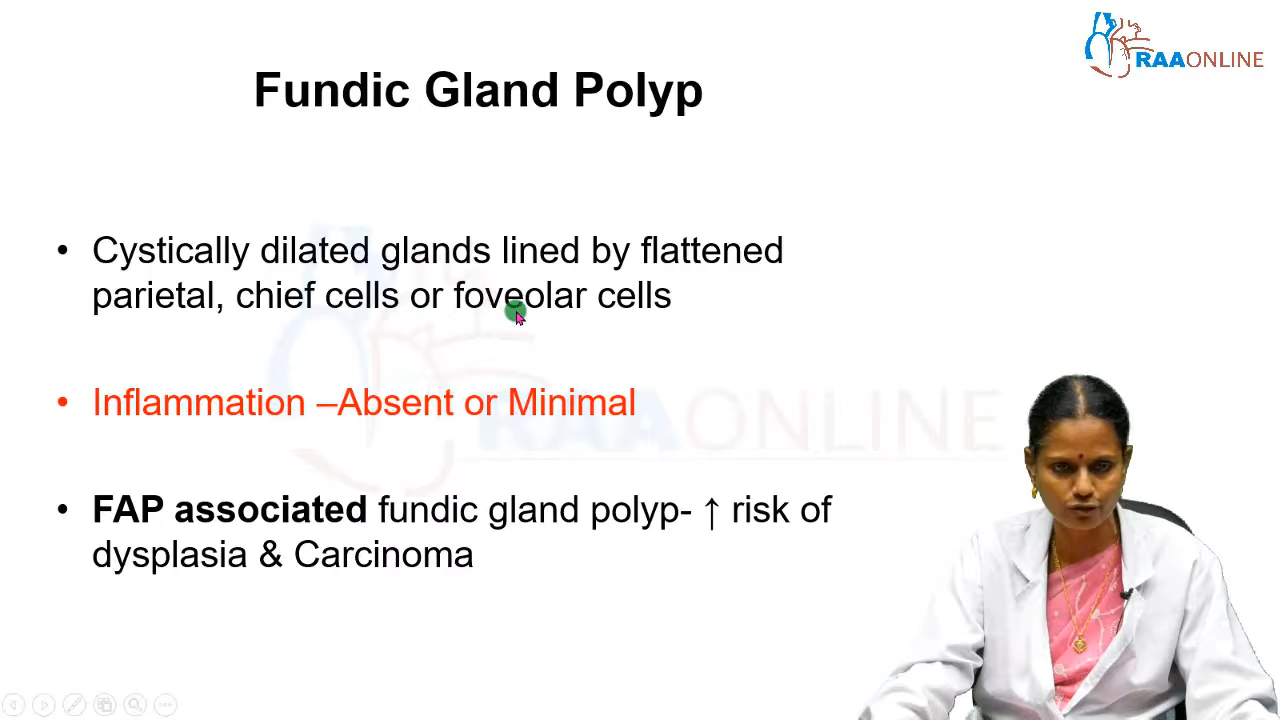 RAAONLINE
Fundic Gland Polyp
• Cystically dilated glands lined by flattened
parietal, chief cells or foveolar cells
• Inflammation –Absent or Minimal
RAAONLINE
• FAP associated fundic gland polyp- ↑ risk of
dysplasia & Carcinoma